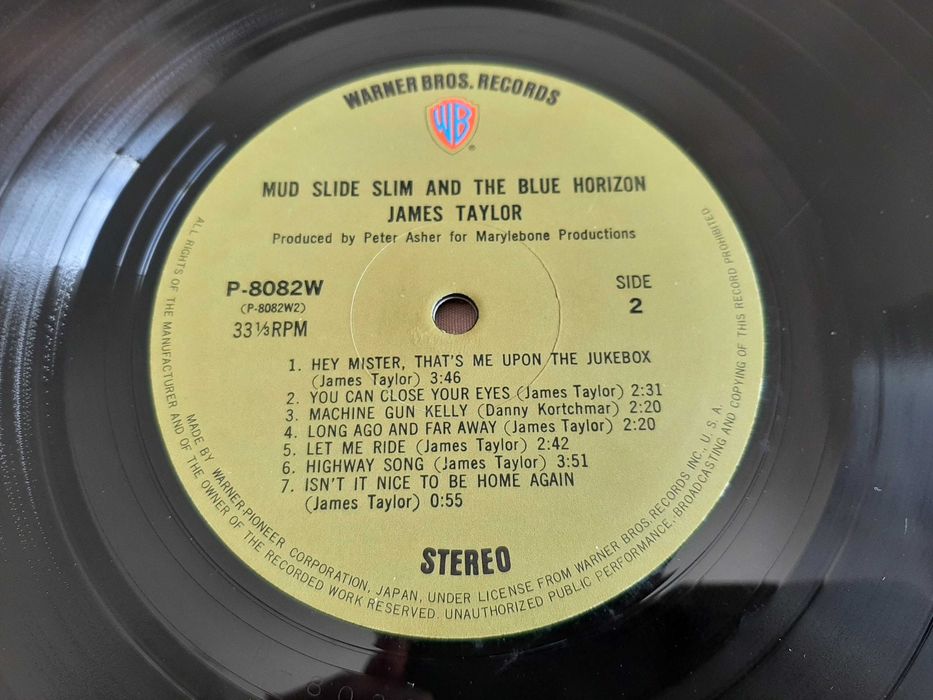 WARNER BROS. RECORDS
WB
®
MUD SLIDE SLIM AND THE BLUE HORIZON
JAMES TAYLOR
Produced by Peter Asher for Marylebone Productions
P-8082W
(P-8082W2)
33⅓RPM
SIDE
2
1. HEY MISTER, THAT'S ME UPON THE JUKEBOX
(James Taylor) 3:46
2. YOU CAN CLOSE YOUR EYES (James Taylor) 2:31
3. MACHINE GUN KELLY (Danny Kortchmar) 2:20
4. LONG AGO AND FAR AWAY (James Taylor) 2:20
5. LET ME RIDE (James Taylor) 2:42
6. HIGHWAY SONG (James Taylor) 3:51
7. ISN'T IT NICE TO BE HOME AGAIN
(James Taylor) 0:55
STEREO
MADE BY WARNER-PIONEER CORPORATION, JAPAN, UNDER LICENSE FROM WARNER BROS. RECORDS INC., U. S. A.
ALL RIGHTS OF THE MANUFACTURER AND OF THE OWNER OF THE RECORDED WORK RESERVED. UNAUTHORIZED PUBLIC PERFORMANCE, BROADCASTING AND COPYING OF THIS RECORD PROHIBITED